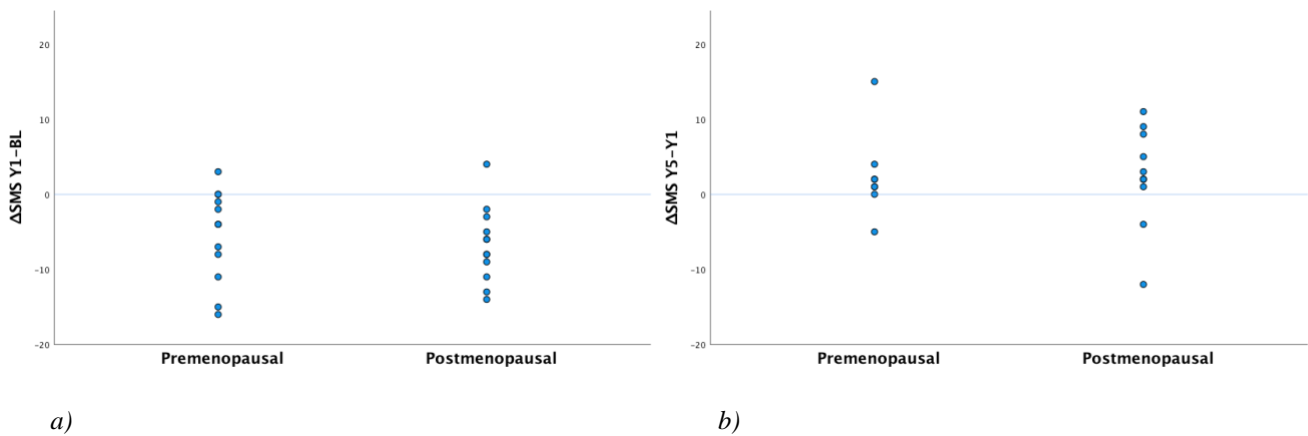 20
10
0
-10
-20
ΔSMS Y1-BL
Premenopausal
Postmenopausal
20
10
0
-10
-20
ΔSMS Y5-Y1
Premenopausal
Postmenopausal
a)
b)